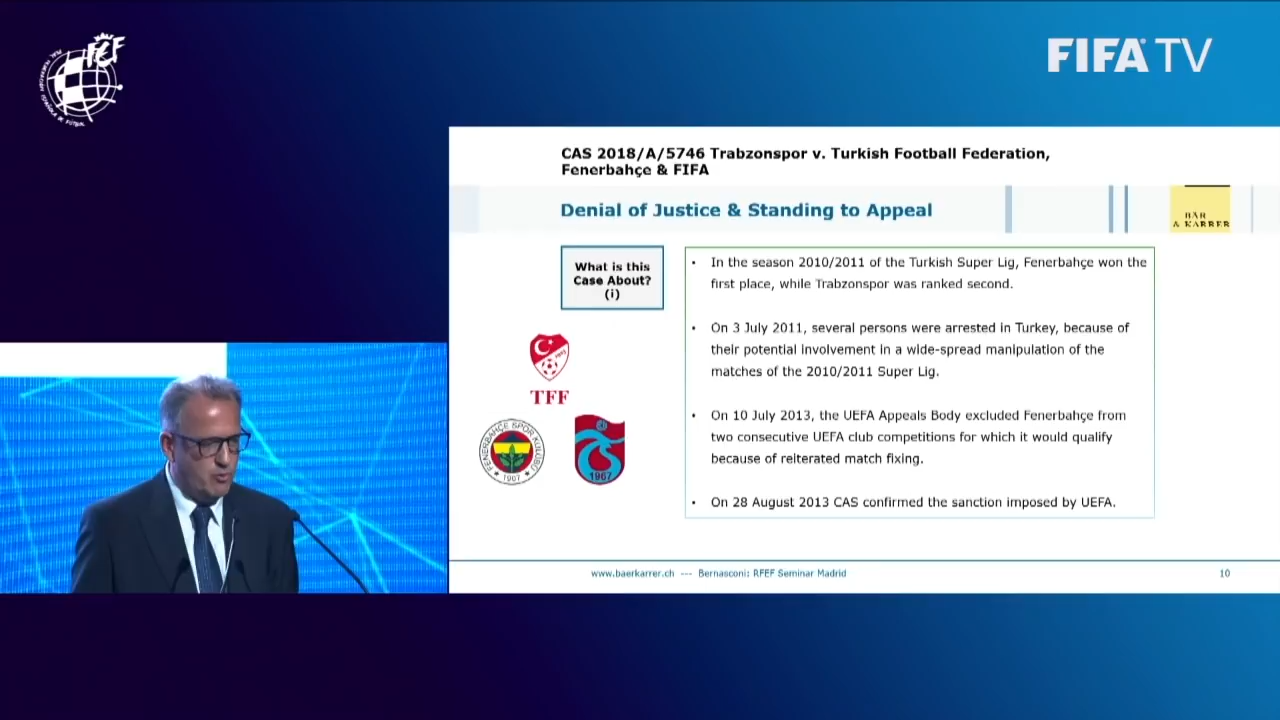 RFEF
FIFA TV
CAS 2018/A/5746 Trabzonspor v. Turkish Football Federation,
Fenerbahçe & FIFA
Denial of Justice & Standing to Appeal
BÄR
& KARRER
What is this
Case About?
(i)
• In the season 2010/2011 of the Turkish Super Lig, Fenerbahçe won the
first place, while Trabzonspor was ranked second.
• On 3 July 2011, several persons were arrested in Turkey, because of
their potential involvement in a wide-spread manipulation of the
matches of the 2010/2011 Super Lig.
• On 10 July 2013, the UEFA Appeals Body excluded Fenerbahçe from
two consecutive UEFA club competitions for which it would qualify
because of reiterated match fixing.
• On 28 August 2013 CAS confirmed the sanction imposed by UEFA.
1923
TFF
FENERBAHÇE SPOR KULÜBÜ
1907
1967
www.baerkarrer.ch --- Bernasconi: RFEF Seminar Madrid
10